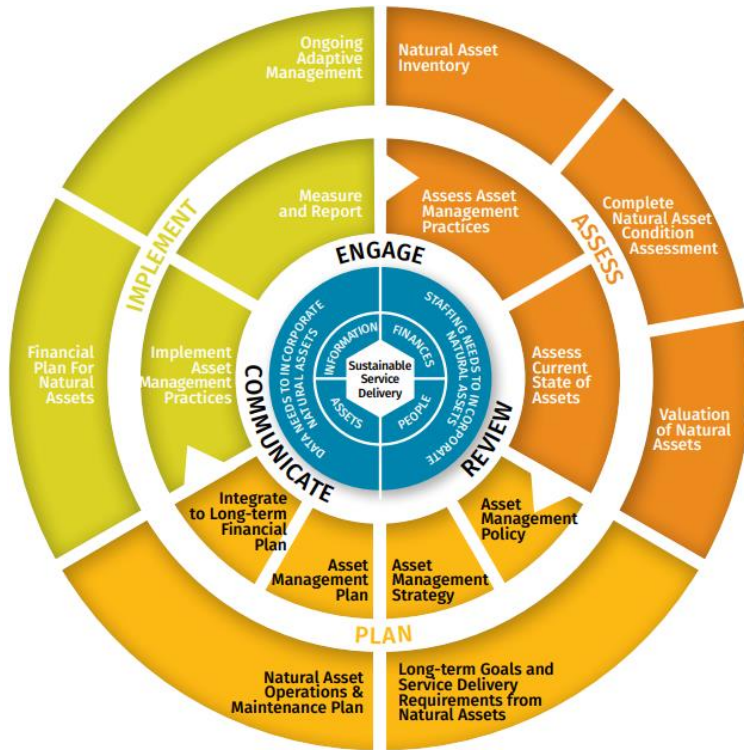 Ongoing
Adaptive
Management
Natural Asset
Inventory
Complete
Natural Asset
Condition
Assessment
Valuation
of Natural
Assets
Long-term Goals and
Service Delivery
Requirements from
Natural Assets
Natural Asset
Operations &
Maintenance Plan
Financial
Plan For
Natural
Assets
IMPLEMENT
ASSESS
PLAN
Measure
and Report
Assess Asset
Management
Practices
Assess
Current
State of
Assets
Asset
Management
Policy
Asset
Management
Strategy
Asset
Management
Plan
Integrate
to Long-term
Financial
Plan
Implement
Asset
Management
Practices
ENGAGE
REVIEW
COMMUNICATE
DATA NEEDS TO INCORPORATE
NATURAL ASSETS
STAFFING NEEDS TO INCORPORATE
NATURAL ASSETS
INFORMATION
FINANCES
ASSETS
PEOPLE
Sustainable
Service
Delivery